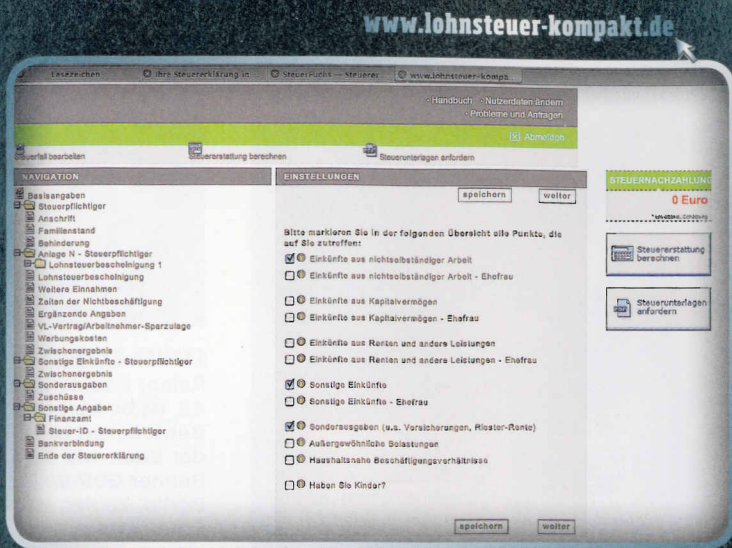 www.lohnsteuer-kompakt.de
Lesezeichen
Ihre Steuererklärung in ...
SteuerFuchs — Steuerer...
www.lohnsteuer-kompa...
- Handbuch - Nutzerdaten ändern
- Probleme und Anfragen
Abmelden
Steuerfall bearbeiten
Steuererstattung berechnen
Steuerunterlagen anfordern
NAVIGATION
Basisangaben
Steuerpflichtiger
Anschrift
Familienstand
Behinderung
Anlage N - Steuerpflichtiger
Lohnsteuerbescheinigung 1
Lohnsteuerbescheinigung
Weitere Einnahmen
Zeiten der Nichtbeschäftigung
Ergänzende Angaben
VL-Vertrag/Arbeitnehmer-Sparzulage
Werbungskosten
Zwischenergebnis
Sonstige Einkünfte - Steuerpflichtiger
Zwischenergebnis
Sonderausgaben
Zuschüsse
Sonstige Angaben
Finanzamt
Steuer-ID - Steuerpflichtiger
Bankverbindung
Ende der Steuererklärung
EINSTELLUNGEN
speichern
weiter
Bitte markieren Sie in der folgenden Übersicht alle Punkte, die
auf Sie zutreffen:
Einkünfte aus nichtselbständiger Arbeit
Einkünfte aus nichtselbständiger Arbeit - Ehefrau
Einkünfte aus Kapitalvermögen
Einkünfte aus Kapitalvermögen - Ehefrau
Einkünfte aus Renten und andere Leistungen
Einkünfte aus Renten und andere Leistungen - Ehefrau
Sonstige Einkünfte
Sonstige Einkünfte - Ehefrau
Sonderausgaben (u.a. Versicherungen, Riester-Rente)
Außergewöhnliche Belastungen
Haushaltsnahe Beschäftigungsverhältnisse
Haben Sie Kinder?
speichern
weiter
STEUERNACHZAHLUNG
0 Euro
Steuererstattung
berechnen
Steuerunterlagen
anfordern